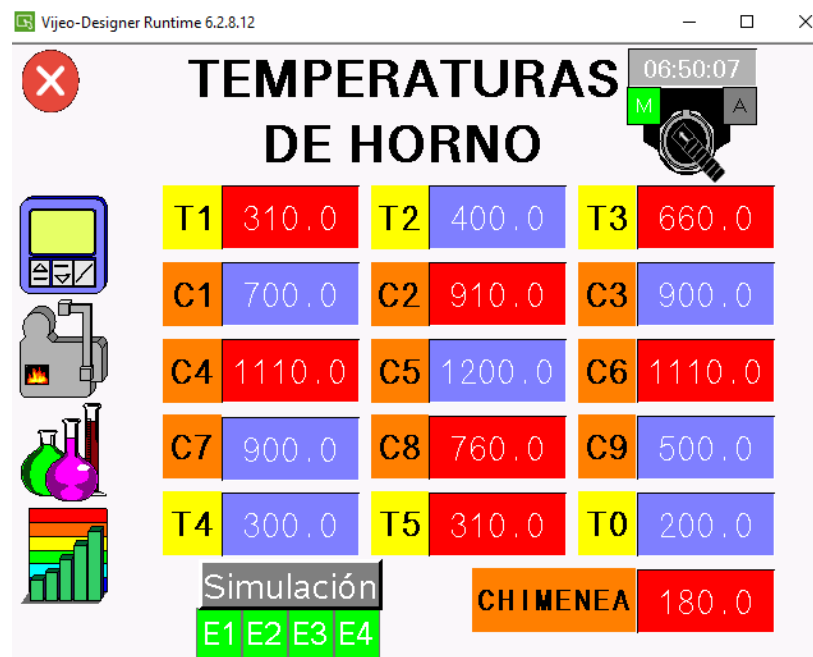 Vijeo-Designer Runtime 6.2.8.12
TEMPERATURAS
DE HORNO
06:50:07
M A
T1 310.0 T2 400.0 T3 660.0
C1 700.0 C2 910.0 C3 900.0
C4 1110.0 C5 1200.0 C6 1110.0
C7 900.0 C8 760.0 C9 500.0
T4 300.0 T5 310.0 T0 200.0
Simulación
CHIMENEA 180.0
E1 E2 E3 E4